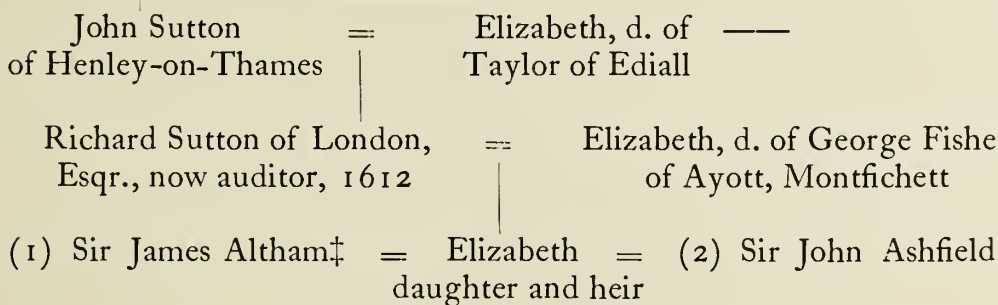 John Sutton = Elizabeth, d. of ——
of Henley-on-Thames Taylor of Ediall
Richard Sutton of London, = Elizabeth, d. of George Fishe
Esqr., now auditor, 1612 of Ayott, Montfichett
(1) Sir James Altham‡ = Elizabeth = (2) Sir John Ashfield
daughter and heir